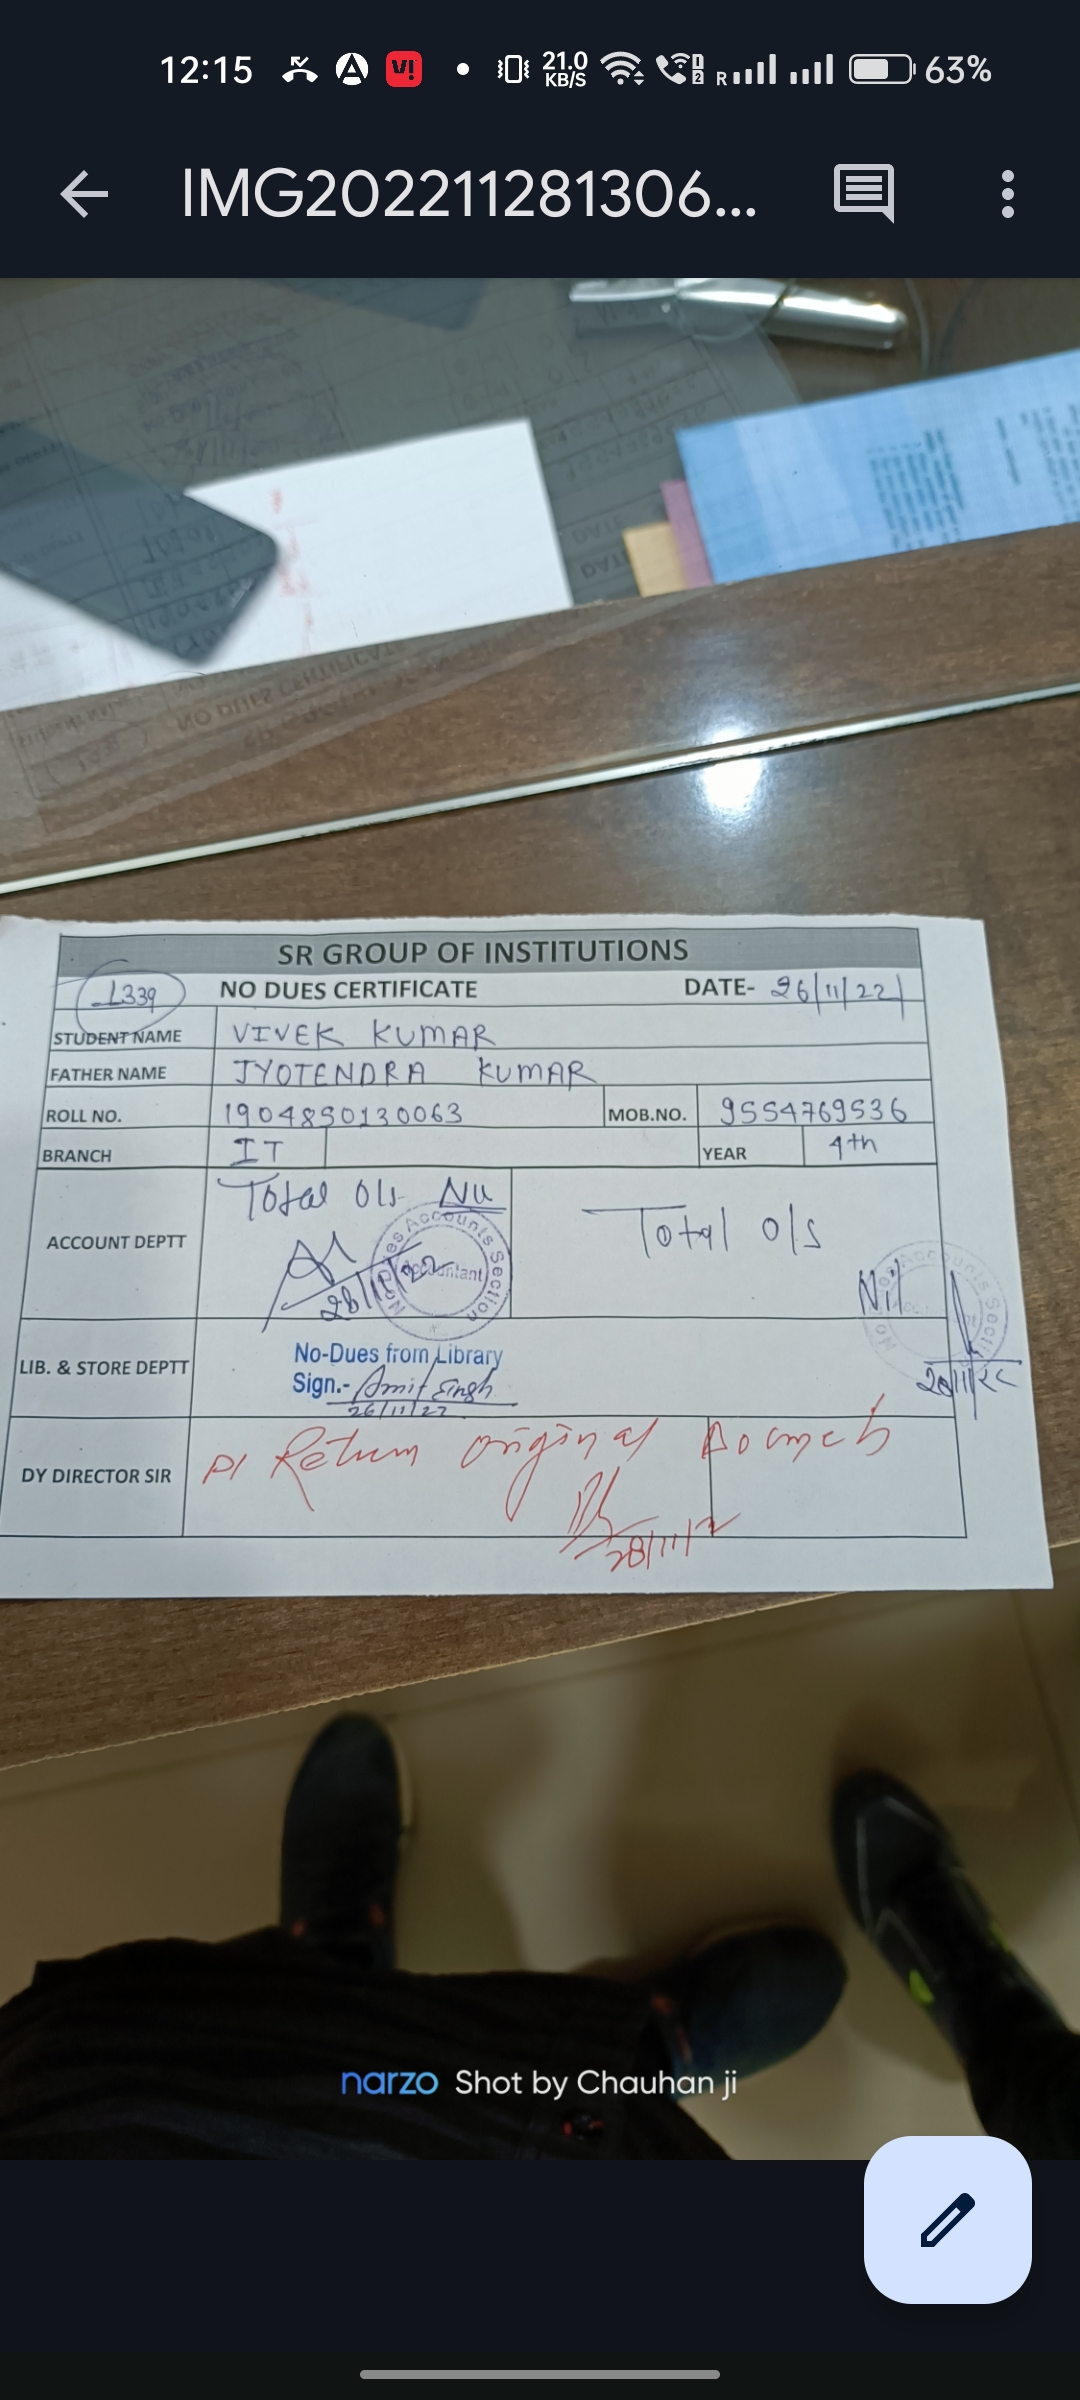 12:15 21.0 KB/S R 63%
IMG202211281306...
SR GROUP OF INSTITUTIONS
1339 NO DUES CERTIFICATE DATE- 26/11/22
STUDENT NAME VIVEK KUMAR
FATHER NAME JYOTENDRA KUMAR
ROLL NO. 1904850130063 MOB.NO. 9554769536
BRANCH IT YEAR 4th
ACCOUNT DEPTT Total O/s Nil Total O/s
Nil
No Dues Accounts Section
Accountant
28/11/22
28/11/22
LIB. & STORE DEPTT No-Dues from Library
Sign.- Amit Singh
26/11/22
DY DIRECTOR SIR Pl Return original
28/11/2
narzo Shot by Chauhan ji